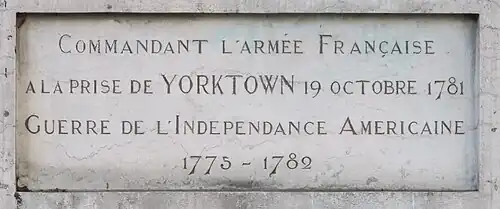 COMMANDANT L'ARMÉE FRANÇAISE
A LA PRISE DE YORKTOWN 19 OCTOBRE 1781
GUERRE DE L'INDEPENDANCE AMERICAINE
1775 - 1782